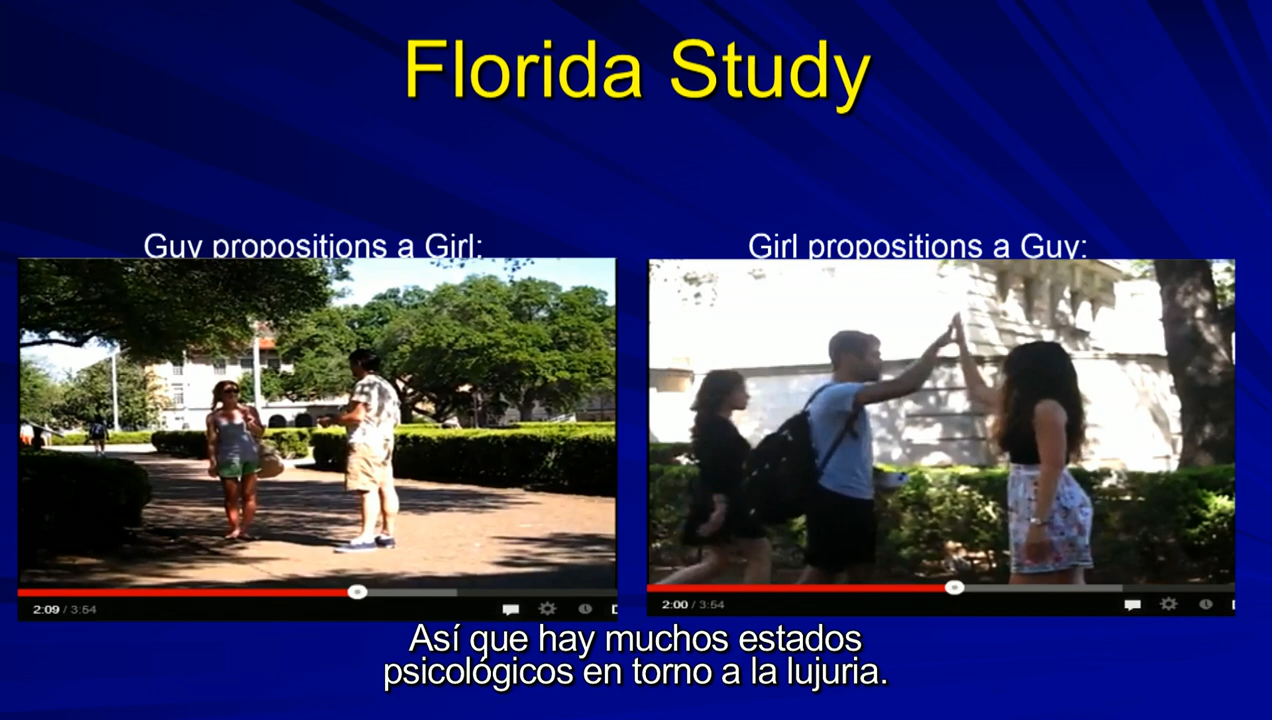 Florida Study
Guy propositions a Girl:
Girl propositions a Guy:
2:09 / 3:54
2:00 / 3:54
Así que hay muchos estados
psicológicos en torno a la lujuria.